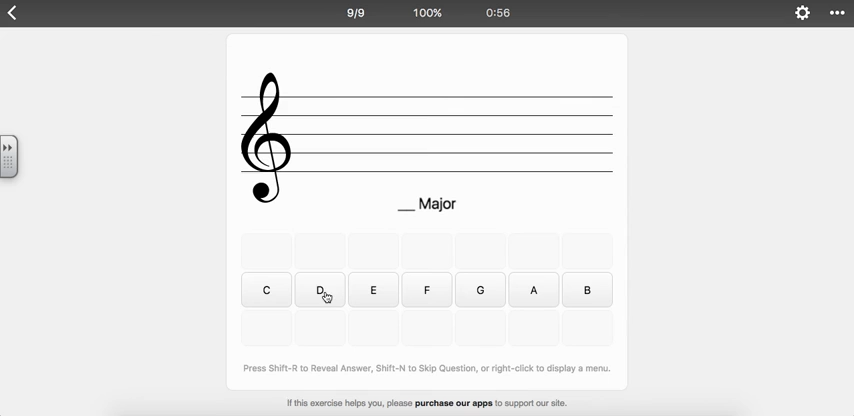 9/9 100% 0:56
__ Major
C D E F G A B
Press Shift-R to Reveal Answer, Shift-N to Skip Question, or right-click to display a menu.
If this exercise helps you, please purchase our apps to support our site.